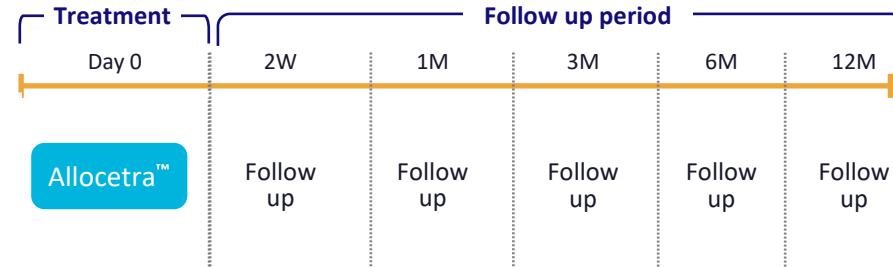 Treatment
Follow up period
Day 0
2W
1M
3M
6M
12M
Allocetra™
Follow
up
Follow
up
Follow
up
Follow
up
Follow
up